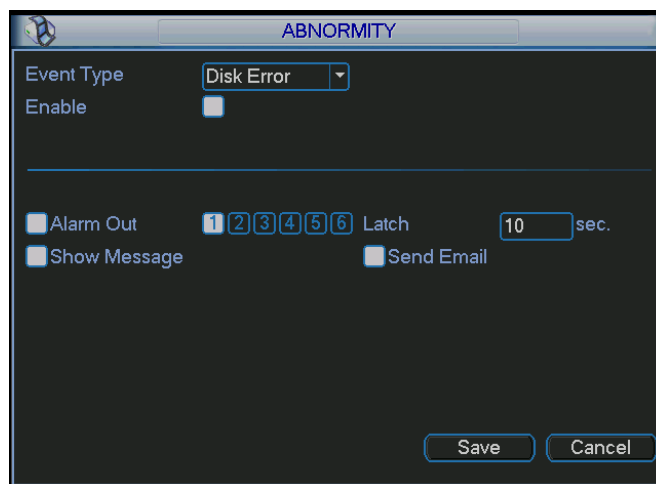 ABNORMITY
Event Type Disk Error
Enable
Alarm Out 1 2 3 4 5 6 Latch 10 sec.
Show Message Send Email
Save Cancel